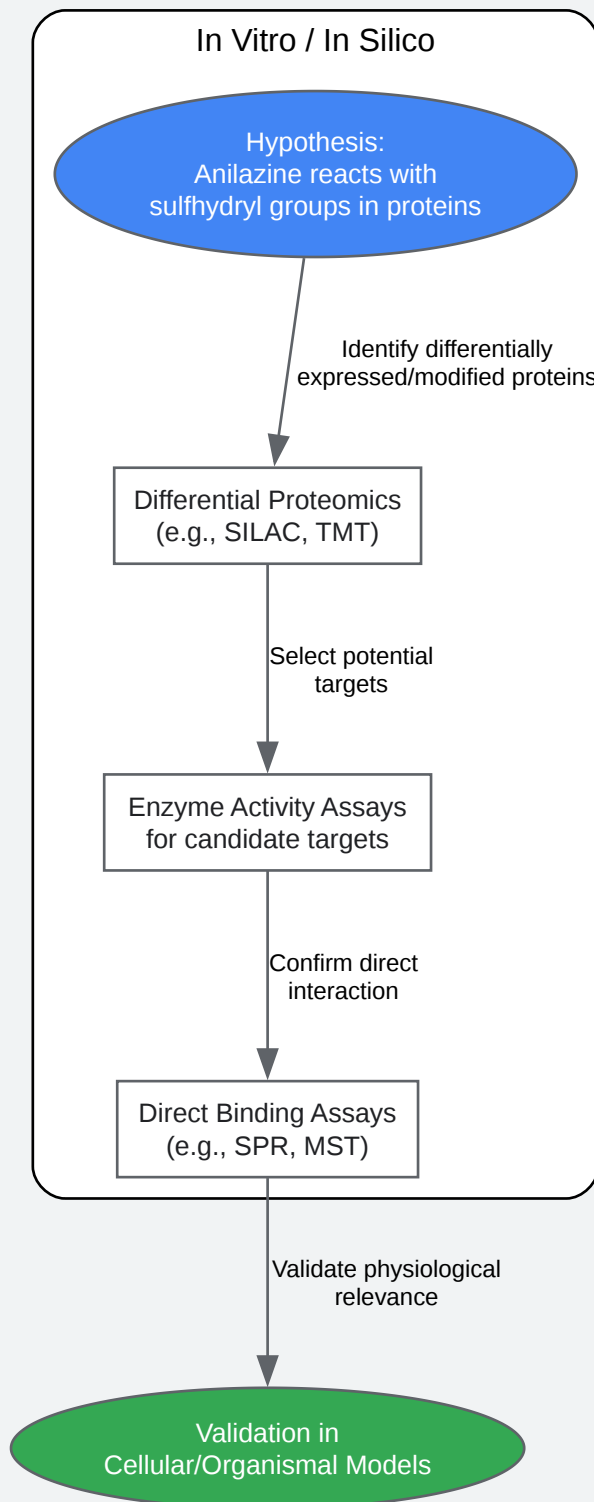 In Vitro / In Silico
Hypothesis:
Anilazine reacts with
sulfhydryl groups in proteins
Identify differentially
expressed/modified proteins
Differential Proteomics
(e.g., SILAC, TMT)
Select potential
targets
Enzyme Activity Assays
for candidate targets
Confirm direct
interaction
Direct Binding Assays
(e.g., SPR, MST)
Validate physiological
relevance
Validation in
Cellular/Organismal Models